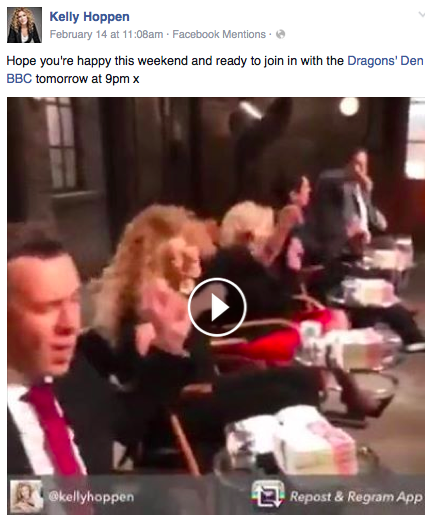 Kelly Hoppen
February 14 at 11:08am · Facebook Mentions ·
Hope you're happy this weekend and ready to join in with the Dragons' Den
BBC tomorrow at 9pm x
@kellyhoppen
Repost & Regram App